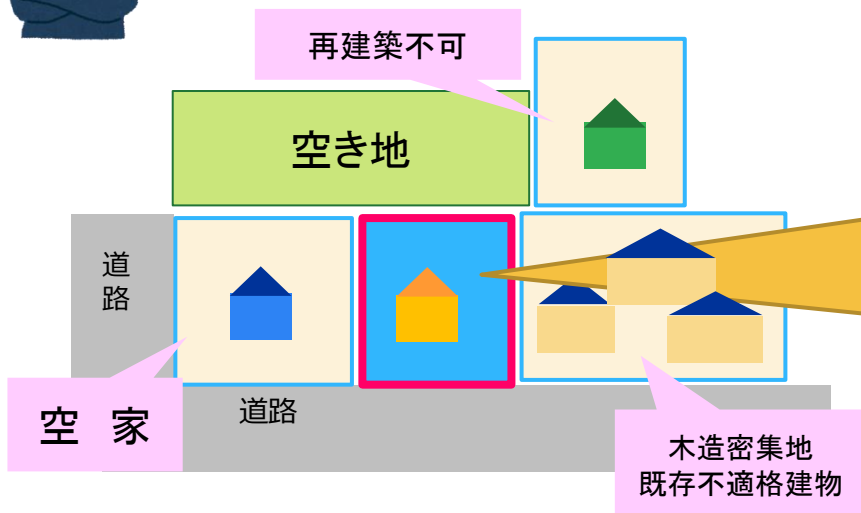 再建築不可
空き地
道
路
空 家
道路
木造密集地
既存不適格建物